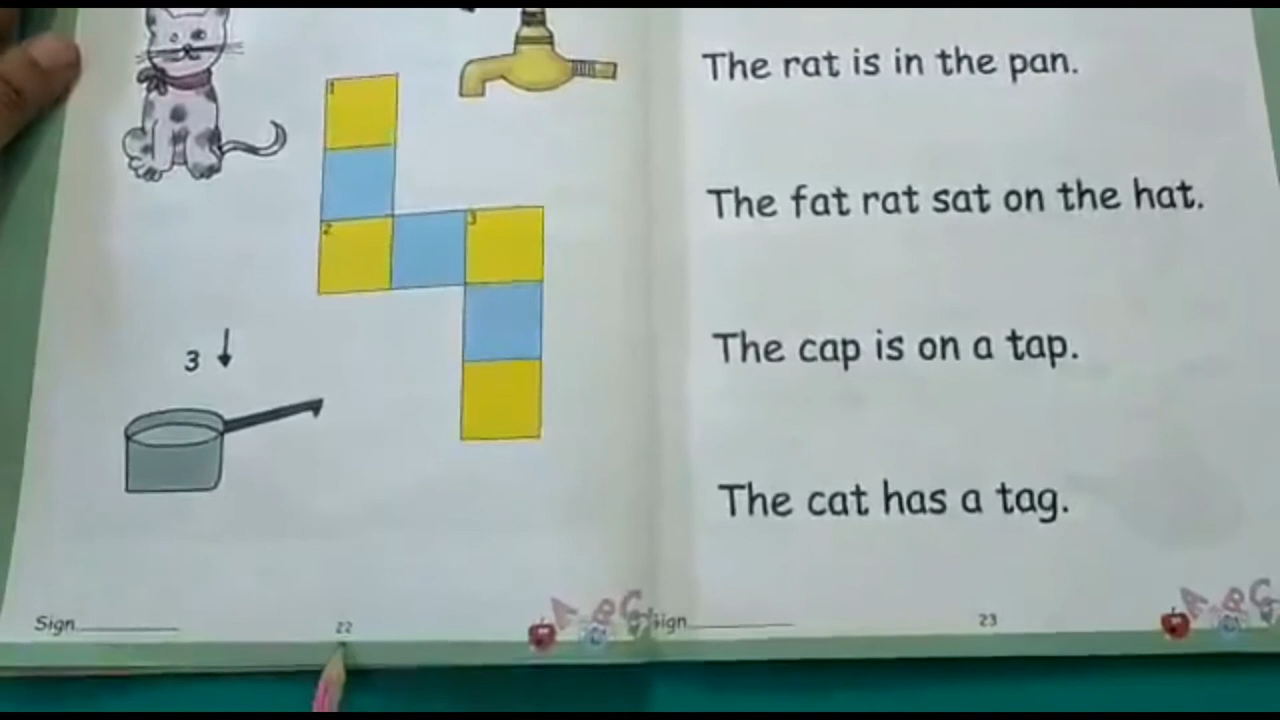 1
2
3
3
Sign
22
A B C
The rat is in the pan.
The fat rat sat on the hat.
The cap is on a tap.
The cat has a tag.
Sign
23
A B C